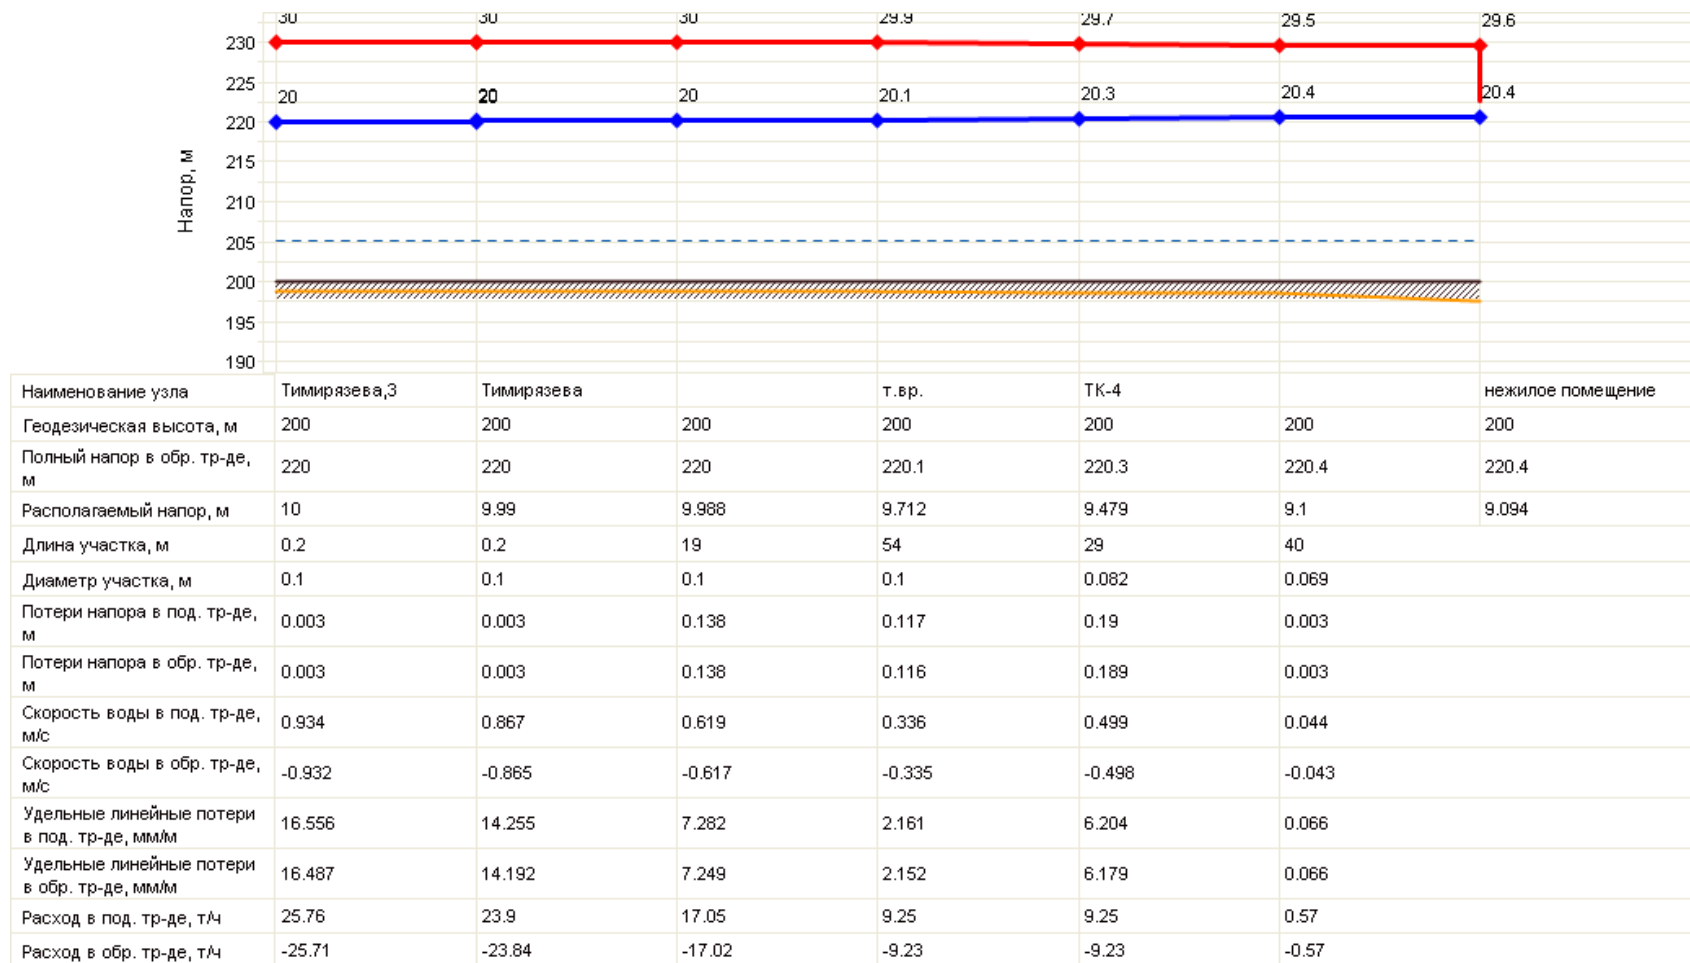 30 30 30 29.9 29.7 29.5 29.6
230
225
20 20 20 20.1 20.3 20.4 20.4
220
215
210
205
200
195
190
Напор, м
Наименование узла Тимирязева,3 Тимирязева т.вр. ТК-4 нежилое помещение
Геодезическая высота, м 200 200 200 200 200 200 200
Полный напор в обр. тр-де,
м 220 220 220 220.1 220.3 220.4 220.4
Располагаемый напор, м 10 9.99 9.988 9.712 9.479 9.1 9.094
Длина участка, м 0.2 0.2 19 54 29 40
Диаметр участка, м 0.1 0.1 0.1 0.1 0.082 0.069
Потери напора в под. тр-де,
м 0.003 0.003 0.138 0.117 0.19 0.003
Потери напора в обр. тр-де,
м 0.003 0.003 0.138 0.116 0.189 0.003
Скорость воды в под. тр-де,
м/с 0.934 0.867 0.619 0.336 0.499 0.044
Скорость воды в обр. тр-де,
м/с -0.932 -0.865 -0.617 -0.335 -0.498 -0.043
Удельные линейные потери
в под. тр-де, мм/м 16.556 14.255 7.282 2.161 6.204 0.066
Удельные линейные потери
в обр. тр-де, мм/м 16.487 14.192 7.249 2.152 6.179 0.066
Расход в под. тр-де, т/ч 25.76 23.9 17.05 9.25 9.25 0.57
Расход в обр. тр-де, т/ч -25.71 -23.84 -17.02 -9.23 -9.23 -0.57